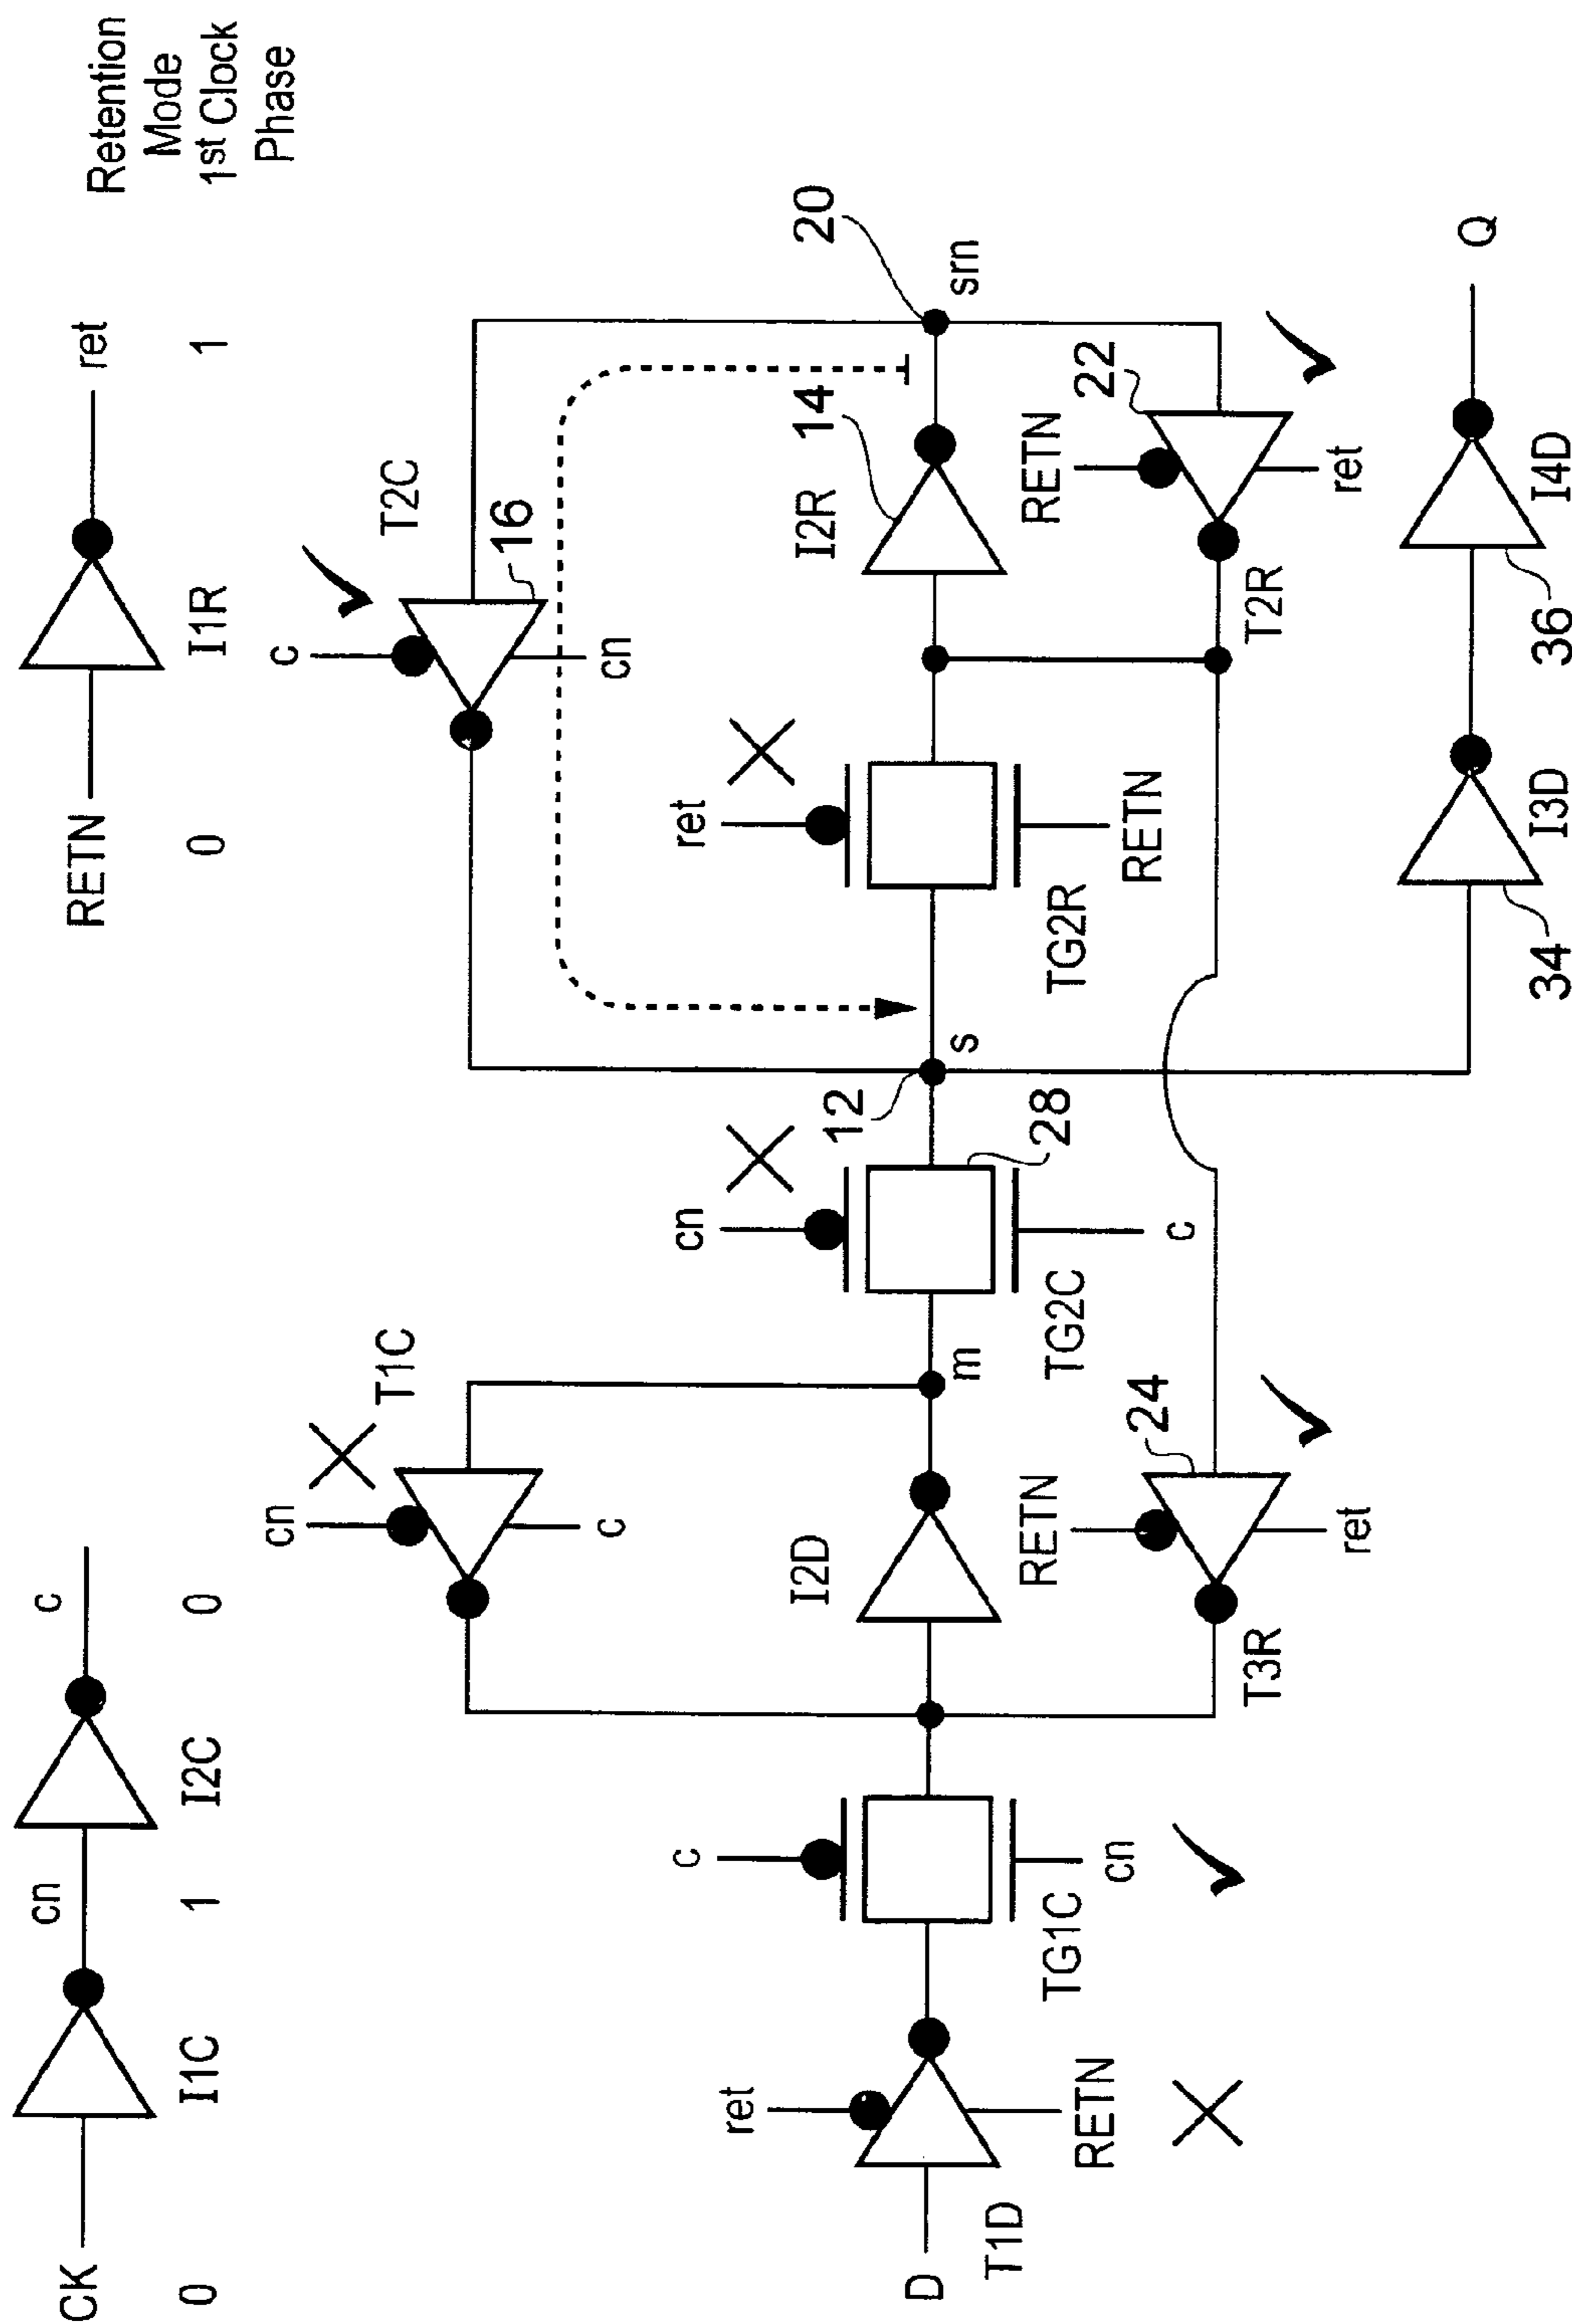 Retention
Mode
1st Clock
Phase
CK
I1C
cn
I2C
c
0
1
0
RETN
I1R
ret
0
1
D
T1D
ret
RETN
c
TG1C
cn
cn
T1C
c
I2D
m
RETN
24
T3R
ret
cn
TG2C
28
c
12
s
c
T2C
16
cn
ret
TG2R
RETN
I2R
14
20
srn
RETN
22
T2R
ret
34
I3D
36
I4D
Q